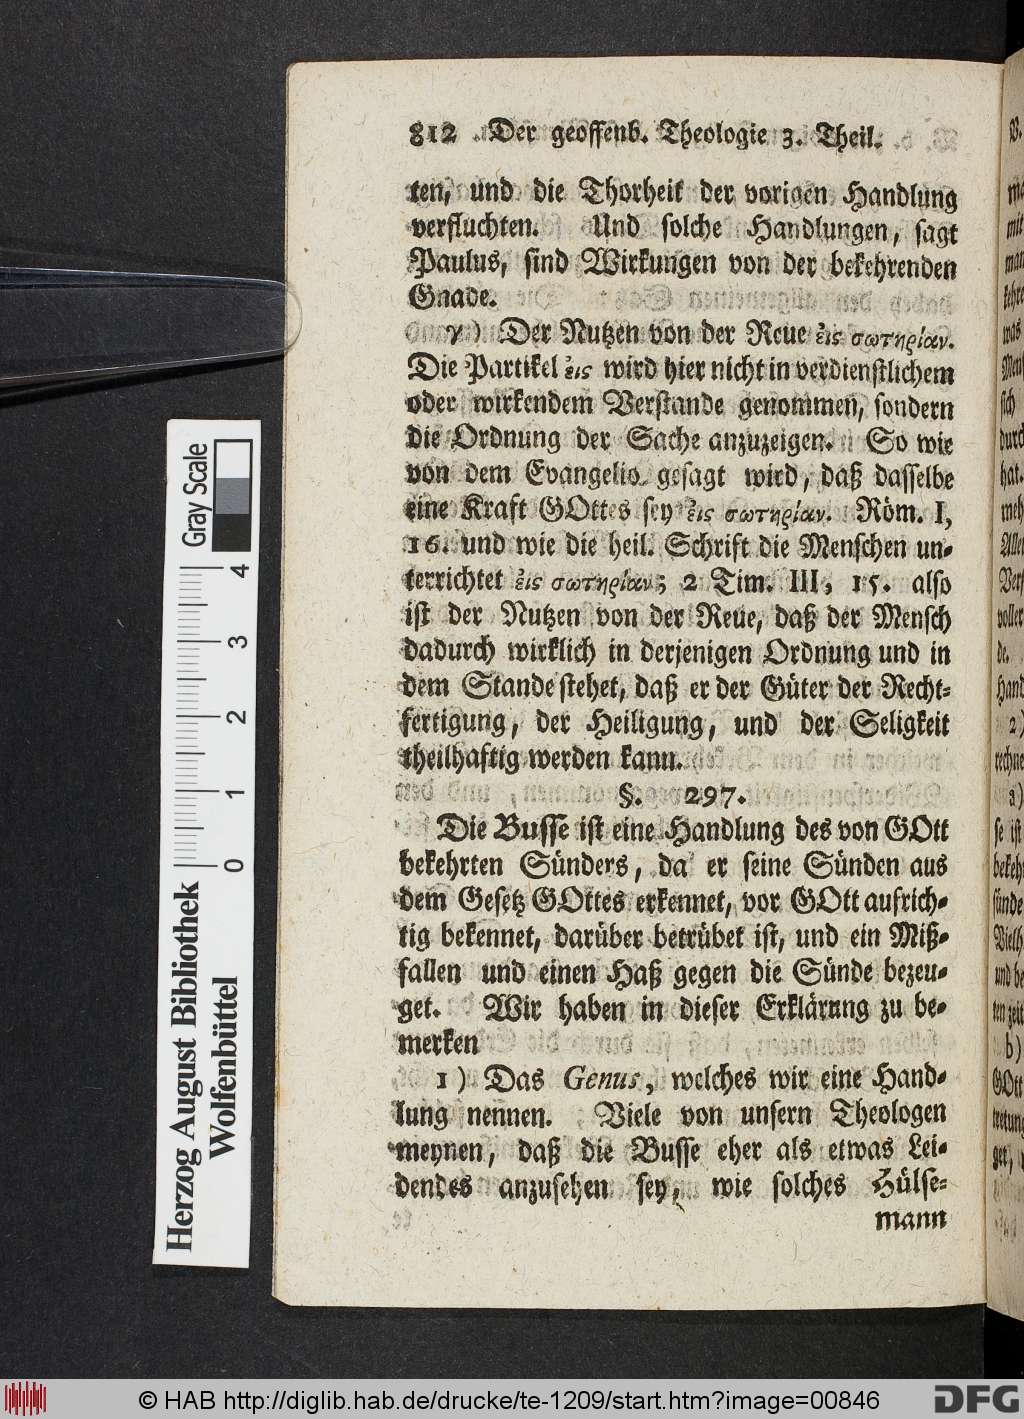 812 Der geoffenb. Theologie 3. Theil.
ten, und die Thorheit der vorigen Handlung
verfluchten. Und solche Handlungen, sagt
Paulus, sind Wirkungen von der bekehrenden
Gnade.
γ) Der Nutzen von der Reue ἐις σωτηρίαν.
Die Partikel ἐις wird hier nicht in verdienstlichem
oder wirkendem Verstande genommen, sondern
die Ordnung der Sache anzuzeigen. So wie
von dem Evangelio gesagt wird, daß dasselbe
eine Kraft GOttes sey ἐις σωτηρίαν. Röm. I,
16. und wie die heil. Schrift die Menschen un-
terrichtet ἐις σωτηρίαν; 2 Tim. III, 15. also
ist der Nutzen von der Reue, daß der Mensch
dadurch wirklich in derjenigen Ordnung und in
dem Stande stehet, daß er der Güter der Recht-
fertigung, der Heiligung, und der Seligkeit
theilhaftig werden kann.
§. 297.
Die Busse ist eine Handlung des von GOtt
bekehrten Sünders, da er seine Sünden aus
dem Gesetz GOttes erkennet, vor GOtt aufrich-
tig bekennet, darüber betrübet ist, und ein Miß-
fallen und einen Haß gegen die Sünde bezeu-
get. Wir haben in dieser Erklärung zu be-
merken
1) Das Genus, welches wir eine Hand-
lung nennen. Viele von unsern Theologen
meynen, daß die Busse eher als etwas Lei-
dendes anzusehen sey, wie solches Hülse-
mann
Gray Scale
0 1 2 3 4
Herzog August Bibliothek
Wolfenbüttel
© HAB http://diglib.hab.de/drucke/te-1209/start.htm?image=00846
DFG